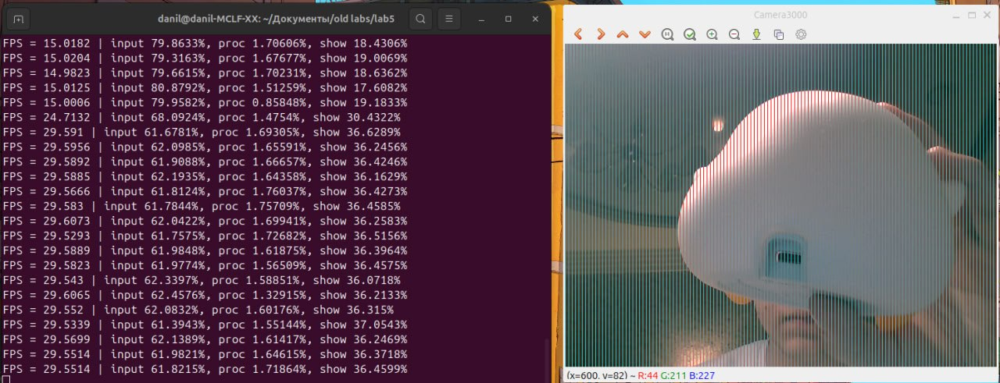 danil@danil-MCLF-XX: ~/Документы/old labs/lab5
FPS = 15.0182 | input 79.8633%, proc 1.70606%, show 18.4306%
FPS = 15.0204 | input 79.3163%, proc 1.67677%, show 19.0069%
FPS = 14.9823 | input 79.6615%, proc 1.70231%, show 18.6362%
FPS = 15.0125 | input 80.8792%, proc 1.51259%, show 17.6082%
FPS = 15.0006 | input 79.9582%, proc 0.85848%, show 19.1833%
FPS = 24.7132 | input 68.0924%, proc 1.4754%, show 30.4322%
FPS = 29.591 | input 61.6781%, proc 1.69305%, show 36.6289%
FPS = 29.5956 | input 62.0985%, proc 1.65591%, show 36.2456%
FPS = 29.5892 | input 61.9088%, proc 1.66657%, show 36.4246%
FPS = 29.5885 | input 62.1935%, proc 1.64358%, show 36.1629%
FPS = 29.5666 | input 61.8124%, proc 1.76037%, show 36.4273%
FPS = 29.583 | input 61.7844%, proc 1.75709%, show 36.4585%
FPS = 29.6073 | input 62.0422%, proc 1.69941%, show 36.2583%
FPS = 29.5293 | input 61.7575%, proc 1.72682%, show 36.5156%
FPS = 29.5889 | input 61.9848%, proc 1.61875%, show 36.3964%
FPS = 29.5823 | input 61.9774%, proc 1.56509%, show 36.4575%
FPS = 29.543 | input 62.3397%, proc 1.58851%, show 36.0718%
FPS = 29.6065 | input 62.4576%, proc 1.32915%, show 36.2133%
FPS = 29.552 | input 62.0832%, proc 1.60176%, show 36.315%
FPS = 29.5339 | input 61.3943%, proc 1.55144%, show 37.0543%
FPS = 29.5699 | input 62.1389%, proc 1.61417%, show 36.2469%
FPS = 29.5514 | input 61.9821%, proc 1.64615%, show 36.3718%
FPS = 29.5514 | input 61.8215%, proc 1.71864%, show 36.4599%
Camera3000
(x=600, y=82) ~ R:44 G:211 B:227